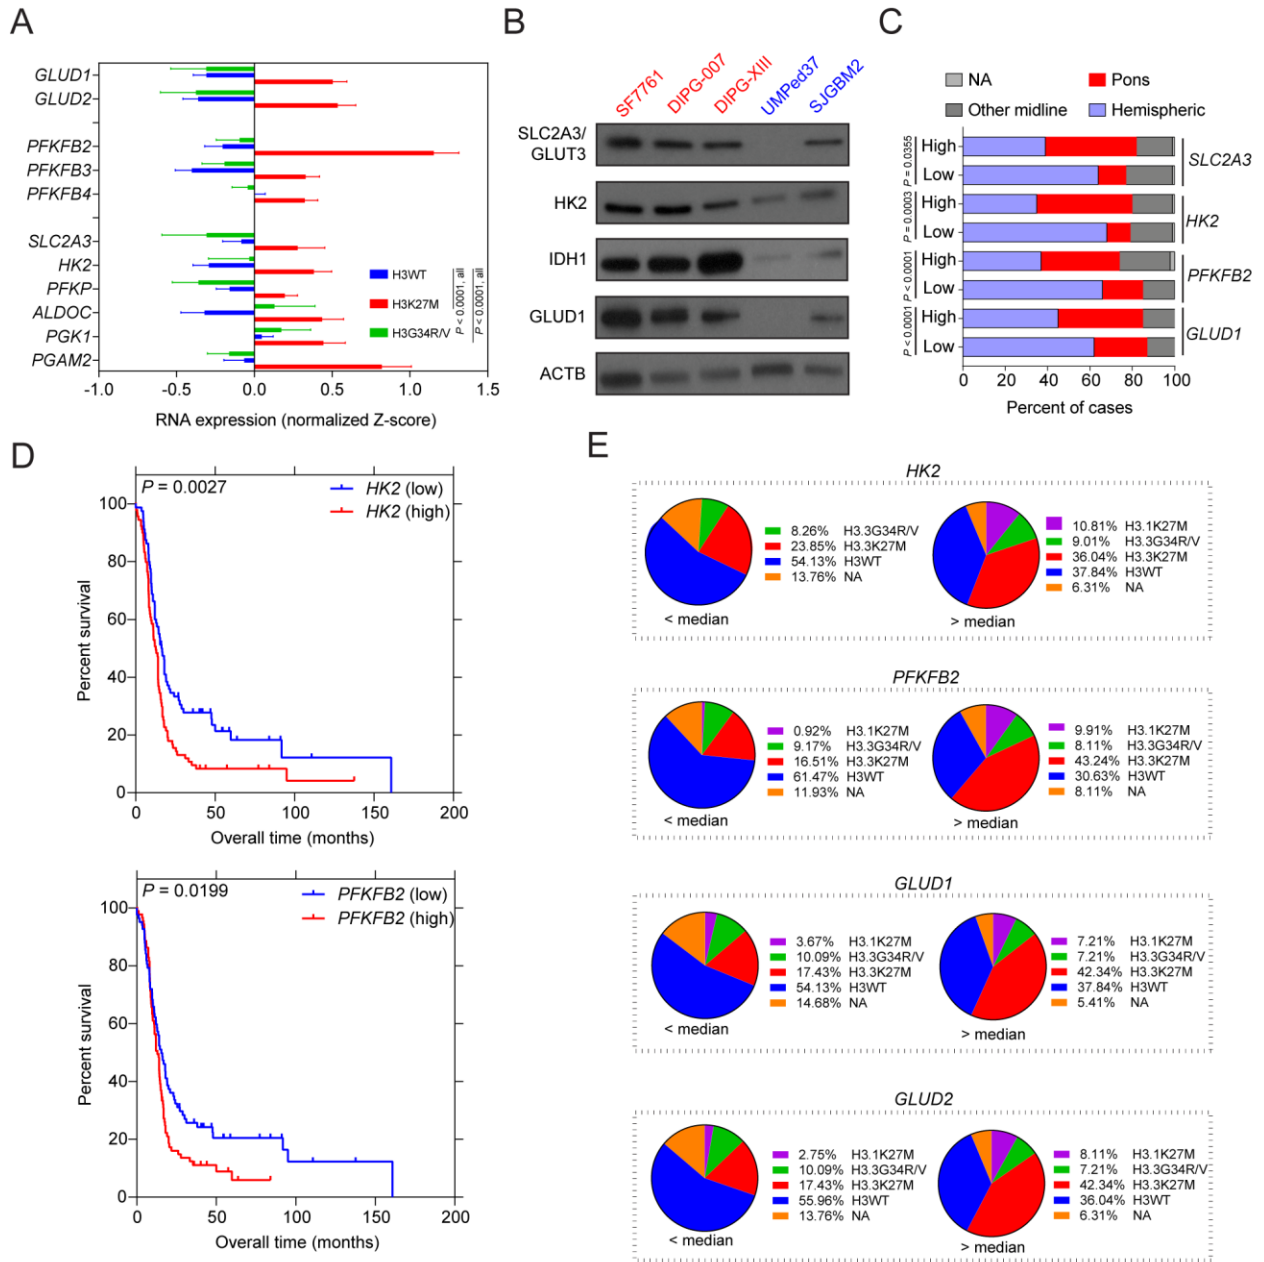 A
GLUD1
GLUD2
PFKFB2
PFKFB3
PFKFB4
SLC2A3
HK2
PFKP
ALDOC
PGK1
PGAM2
H3WT
H3K27M
H3G34R/V
P < 0.0001, all
P < 0.0001, all
-1.0 -0.5 0.0 0.5 1.0 1.5
RNA expression (normalized Z-score)
B
SF7761 DIPG-007 DIPG-XIII UMPed37 SJGBM2
SLC2A3/
GLUT3
HK2
IDH1
GLUD1
ACTB
C
NA Pons
Other midline Hemispheric
P = 0.0355
High
Low
SLC2A3
P = 0.0003
High
Low
HK2
P < 0.0001
High
Low
PFKFB2
P < 0.0001
High
Low
GLUD1
0 20 40 60 80 100
Percent of cases
D
P = 0.0027
HK2 (low)
HK2 (high)
Percent survival
100
80
60
40
20
0
0 50 100 150 200
Overall time (months)
P = 0.0199
PFKFB2 (low)
PFKFB2 (high)
Percent survival
100
80
60
40
20
0
0 50 100 150 200
Overall time (months)
E
HK2
8.26% H3.3G34R/V
23.85% H3.3K27M
54.13% H3WT
13.76% NA
< median
10.81% H3.1K27M
9.01% H3.3G34R/V
36.04% H3.3K27M
37.84% H3WT
6.31% NA
> median
PFKFB2
0.92% H3.1K27M
9.17% H3.3G34R/V
16.51% H3.3K27M
61.47% H3WT
11.93% NA
< median
9.91% H3.1K27M
8.11% H3.3G34R/V
43.24% H3.3K27M
30.63% H3WT
8.11% NA
> median
GLUD1
3.67% H3.1K27M
10.09% H3.3G34R/V
17.43% H3.3K27M
54.13% H3WT
14.68% NA
< median
7.21% H3.1K27M
7.21% H3.3G34R/V
42.34% H3.3K27M
37.84% H3WT
5.41% NA
> median
GLUD2
2.75% H3.1K27M
10.09% H3.3G34R/V
17.43% H3.3K27M
55.96% H3WT
13.76% NA
< median
8.11% H3.1K27M
7.21% H3.3G34R/V
42.34% H3.3K27M
36.04% H3WT
6.31% NA
> median